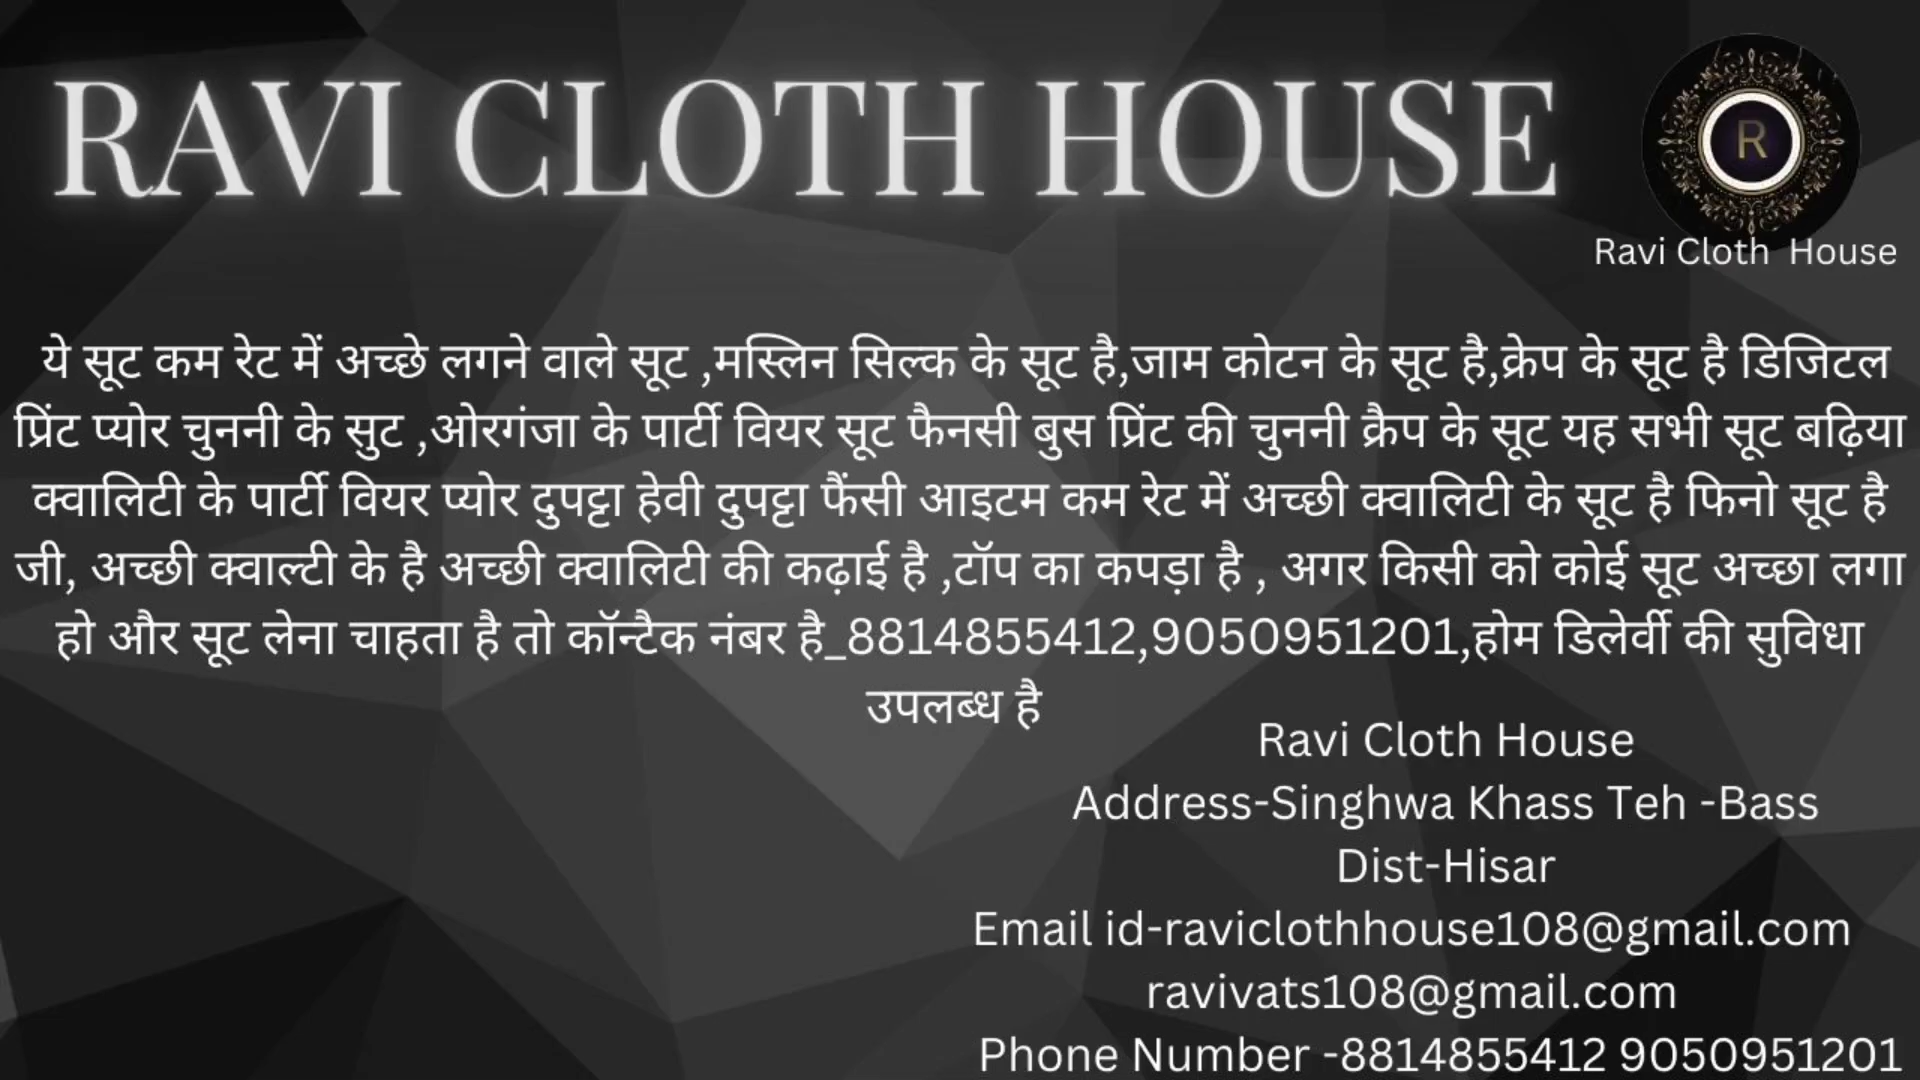 RAVI CLOTH HOUSE
R
Ravi Cloth House
ये सूट कम रेट में अच्छे लगने वाले सूट ,मस्लिन सिल्क के सूट है,जाम कोटन के सूट है,क्रेप के सूट है डिजिटल
प्रिंट प्योर चुननी के सुट ,ओरगंजा के पार्टी वियर सूट फैनसी बुस प्रिंट की चुननी क्रैप के सूट यह सभी सूट बढ़िया
क्वालिटी के पार्टी वियर प्योर दुपट्टा हेवी दुपट्टा फैंसी आइटम कम रेट में अच्छी क्वालिटी के सूट है फिनो सूट है
जी, अच्छी क्वाल्टी के है अच्छी क्वालिटी की कढ़ाई है ,टॉप का कपड़ा है , अगर किसी को कोई सूट अच्छा लगा
हो और सूट लेना चाहता है तो कॉन्टैक नंबर है_8814855412,9050951201,होम डिलेर्वी की सुविधा
उपलब्ध है
Ravi Cloth House
Address-Singhwa Khass Teh -Bass
Dist-Hisar
Email id-raviclothhouse108@gmail.com
ravivats108@gmail.com
Phone Number -8814855412 9050951201